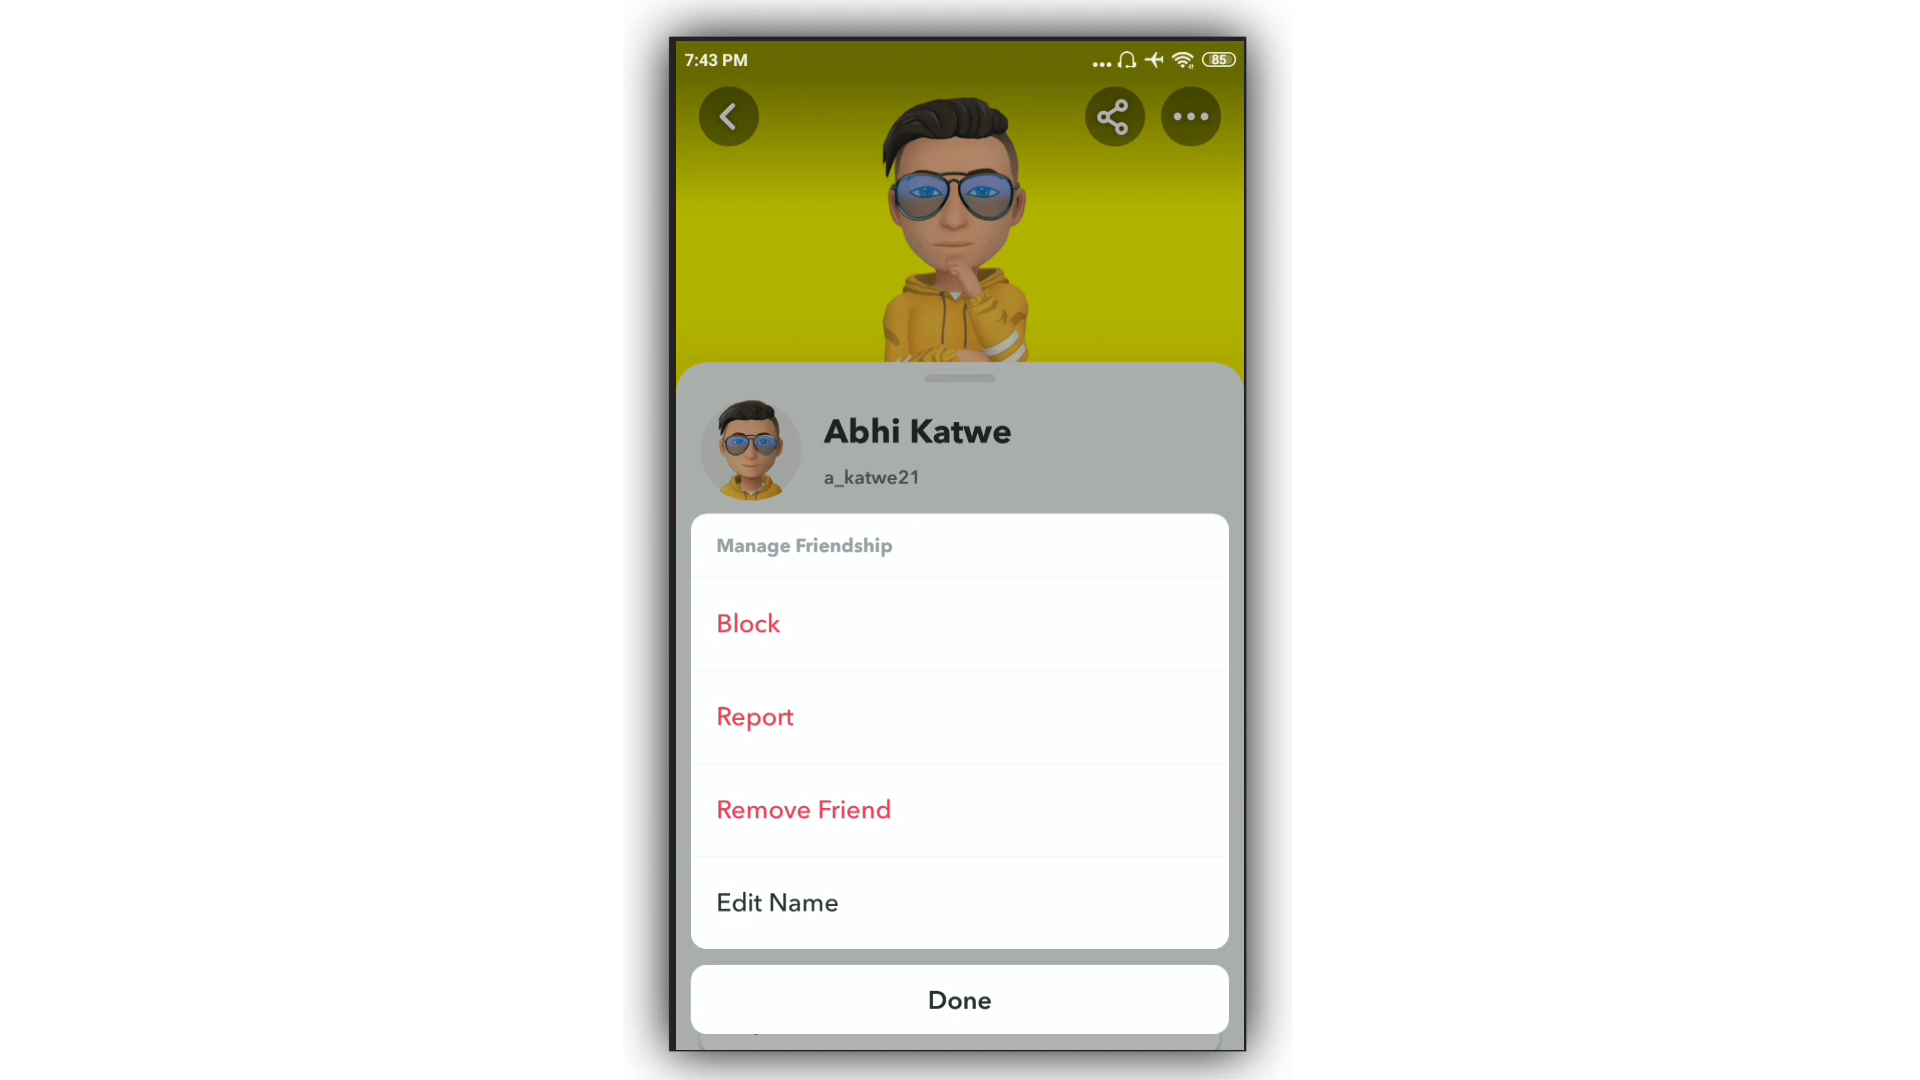 7:43 PM
85
Abhi Katwe
a_katwe21
Manage Friendship
Block
Report
Remove Friend
Edit Name
Done